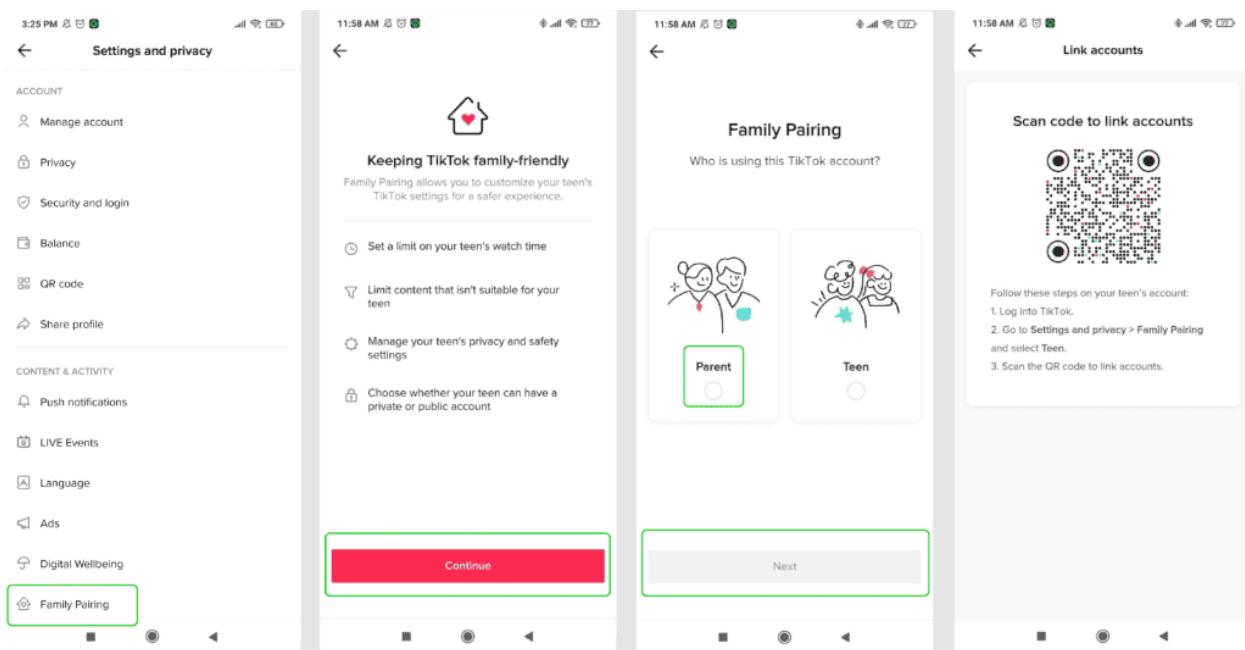 3:25 PM
Settings and privacy
ACCOUNT
Manage account
Privacy
Security and login
Balance
QR code
Share profile
CONTENT & ACTIVITY
Push notifications
LIVE Events
Language
Ads
Digital Wellbeing
Family Pairing
11:58 AM
77
Keeping TikTok family-friendly
Family Pairing allows you to customize your teen's
TikTok settings for a safer experience.
Set a limit on your teen's watch time
Limit content that isn't suitable for your
teen
Manage your teen's privacy and safety
settings
Choose whether your teen can have a
private or public account
Continue
11:58 AM
77
Family Pairing
Who is using this TikTok account?
Parent
Teen
Next
11:58 AM
77
Link accounts
Scan code to link accounts
Follow these steps on your teen's account:
1. Log into TikTok.
2. Go to Settings and privacy > Family Pairing
and select Teen.
3. Scan the QR code to link accounts.